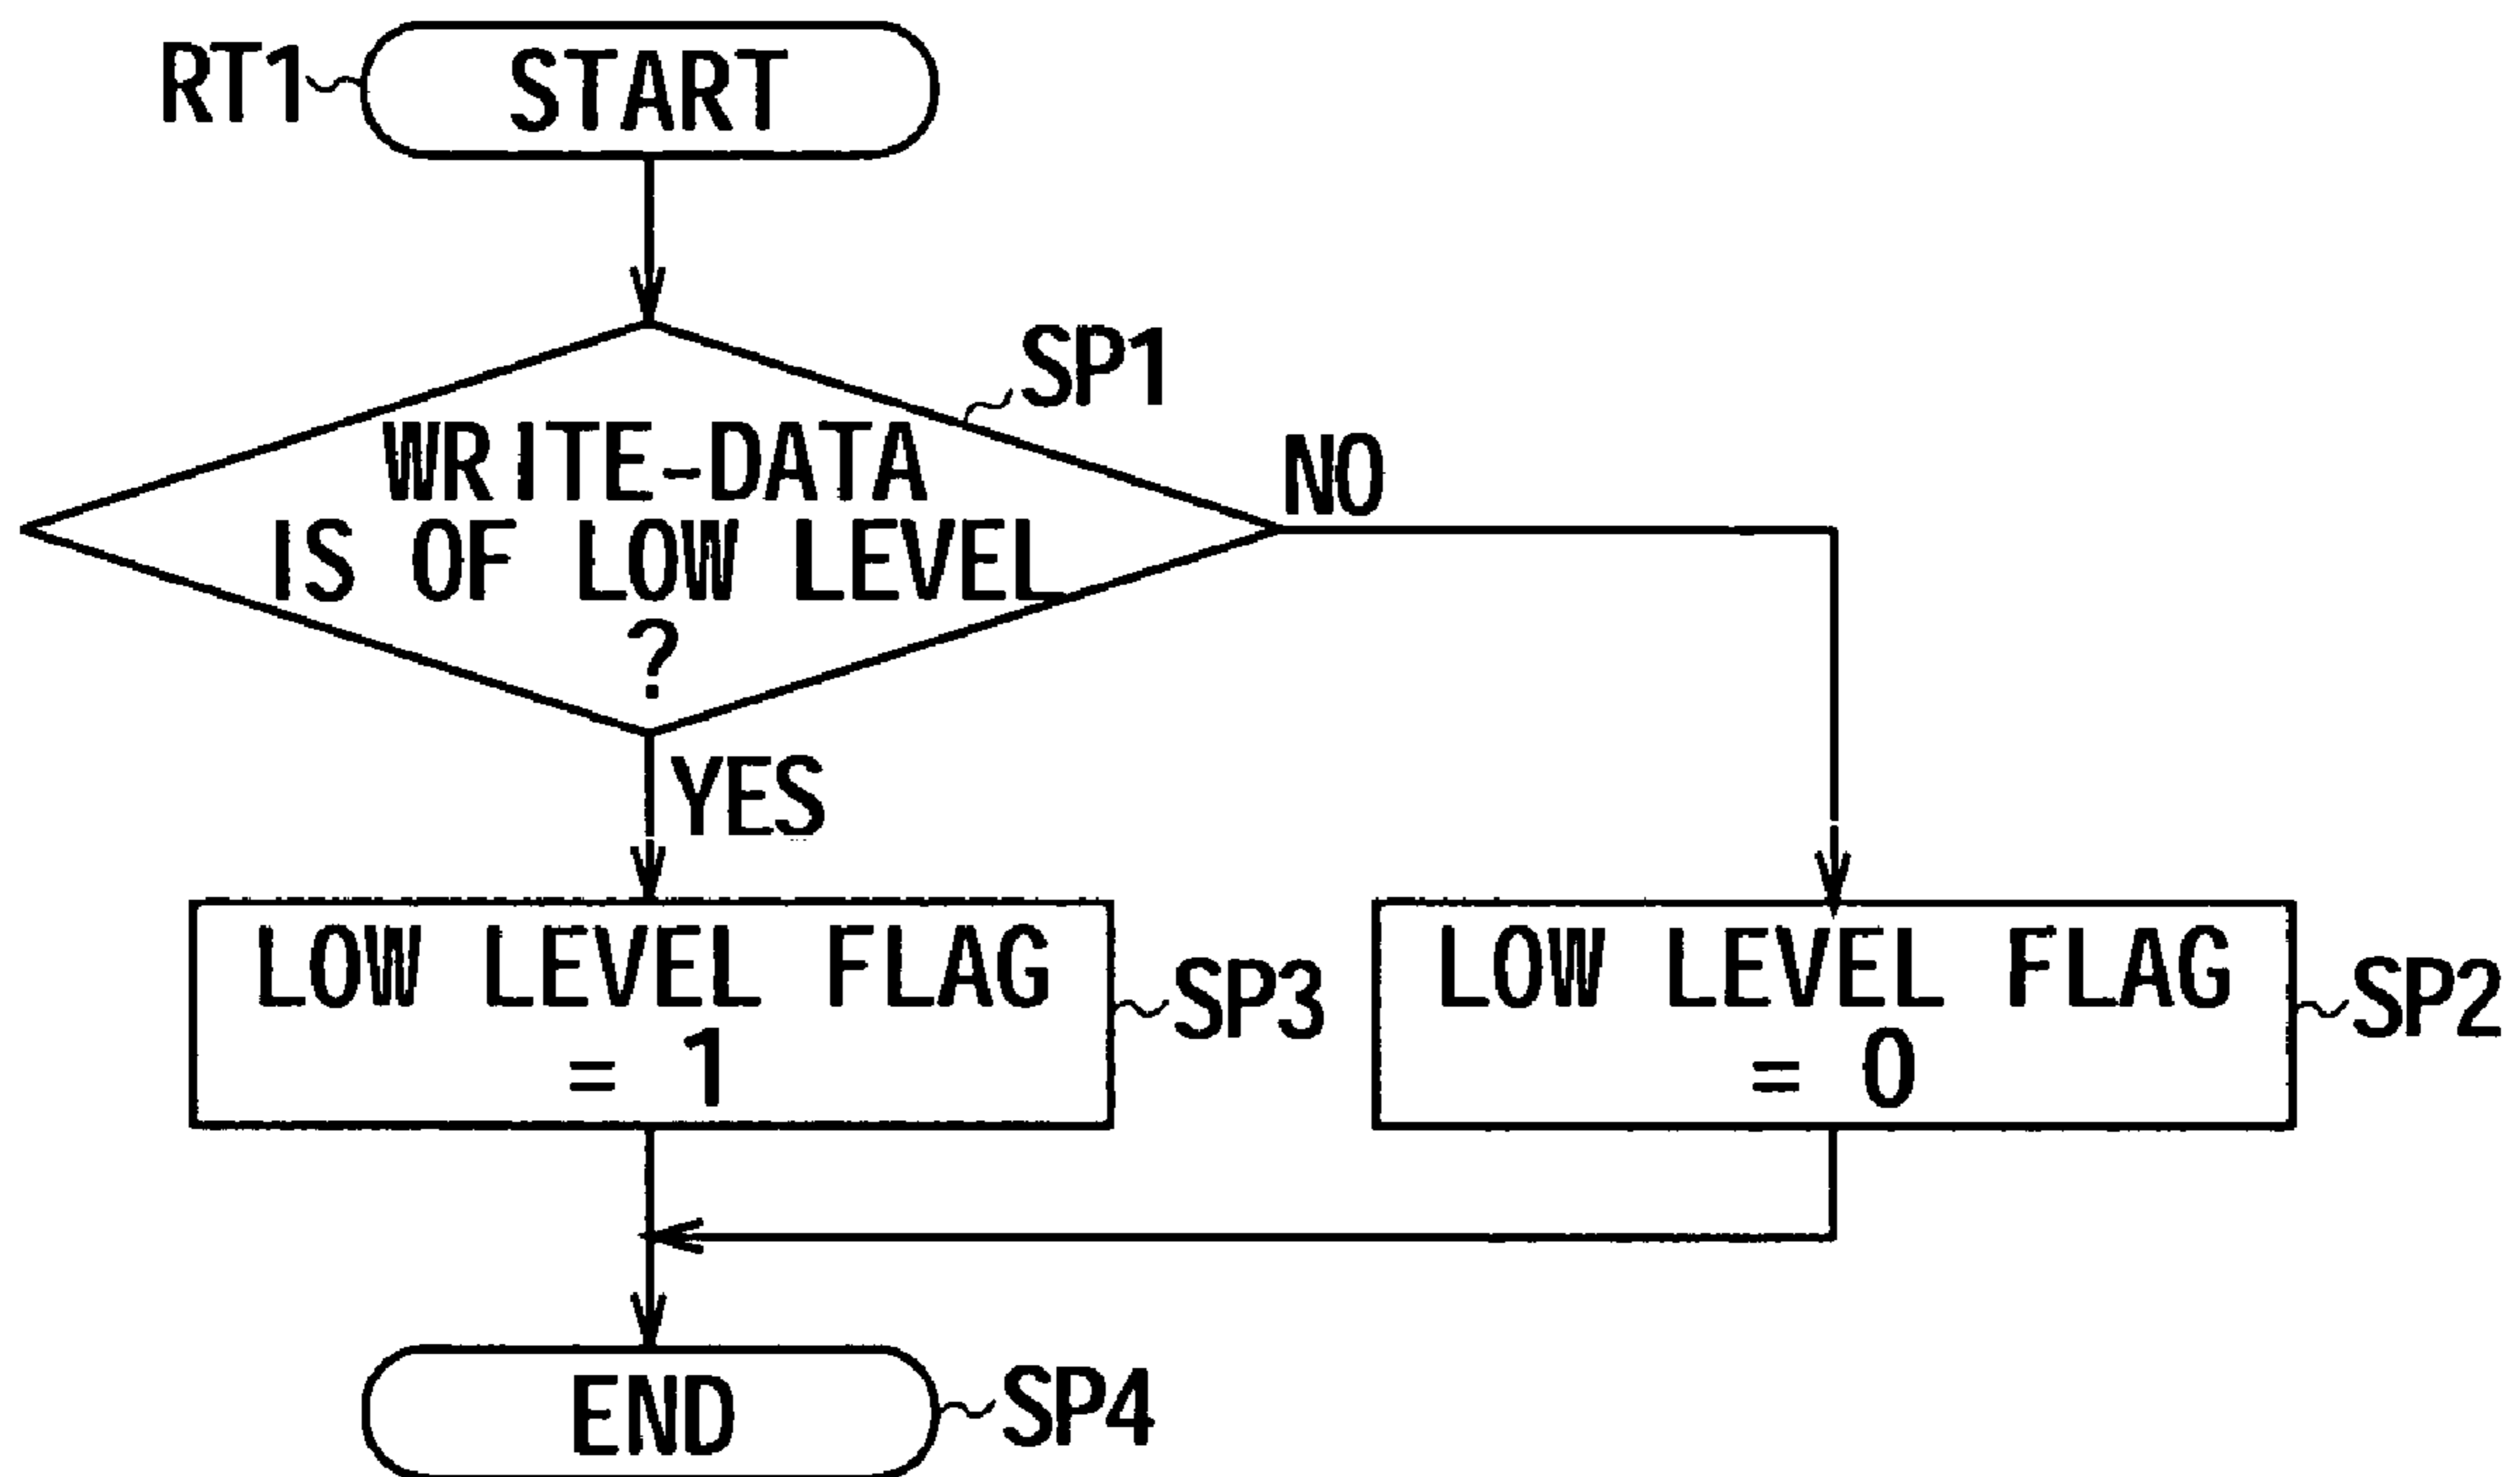 RT1
START
SP1
WRITE-DATA
IS OF LOW LEVEL
?
NO
YES
LOW LEVEL FLAG
= 1
SP3
LOW LEVEL FLAG
= 0
SP2
END
SP4